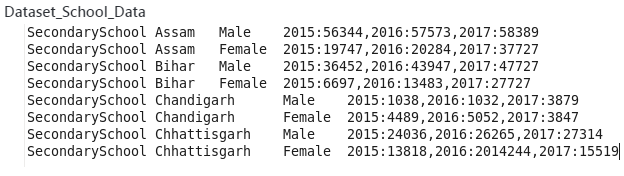 Dataset_School_Data
SecondarySchool Assam Male 2015:56344,2016:57573,2017:58389
SecondarySchool Assam Female 2015:19747,2016:20284,2017:37727
SecondarySchool Bihar Male 2015:36452,2016:43947,2017:47727
SecondarySchool Bihar Female 2015:6697,2016:13483,2017:27727
SecondarySchool Chandigarh Male 2015:1038,2016:1032,2017:3879
SecondarySchool Chandigarh Female 2015:4489,2016:5052,2017:3847
SecondarySchool Chhattisgarh Male 2015:24036,2016:26265,2017:27314
SecondarySchool Chhattisgarh Female 2015:13818,2016:2014244,2017:15519